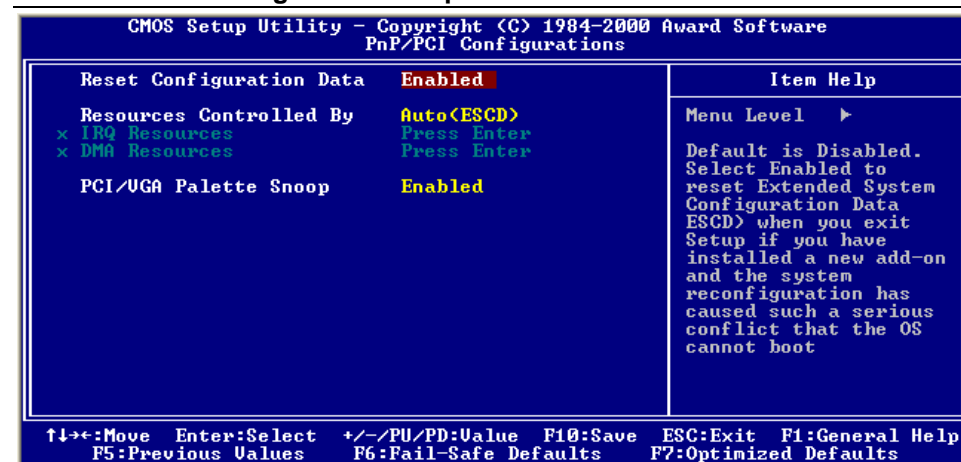 CMOS Setup Utility – Copyright (C) 1984–2000 Award Software
PnP/PCI Configurations
Reset Configuration Data Enabled
Resources Controlled By Auto(ESCD)
x IRQ Resources Press Enter
x DMA Resources Press Enter
PCI/VGA Palette Snoop Enabled
Item Help
Menu Level ►
Default is Disabled.
Select Enabled to
reset Extended System
Configuration Data
ESCD) when you exit
Setup if you have
installed a new add-on
and the system
reconfiguration has
caused such a serious
conflict that the OS
cannot boot
↑↓→←:Move Enter:Select +/-/PU/PD:Value F10:Save ESC:Exit F1:General Help
F5:Previous Values F6:Fail-Safe Defaults F7:Optimized Defaults